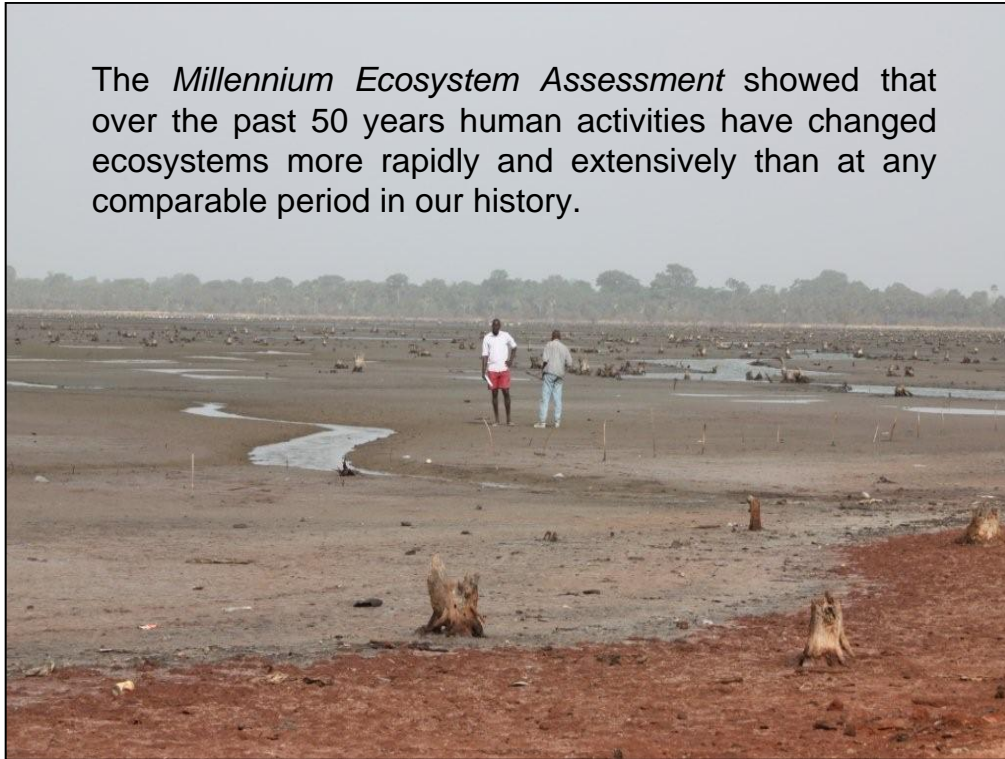 The Millennium Ecosystem Assessment showed that
over the past 50 years human activities have changed
ecosystems more rapidly and extensively than at any
comparable period in our history.